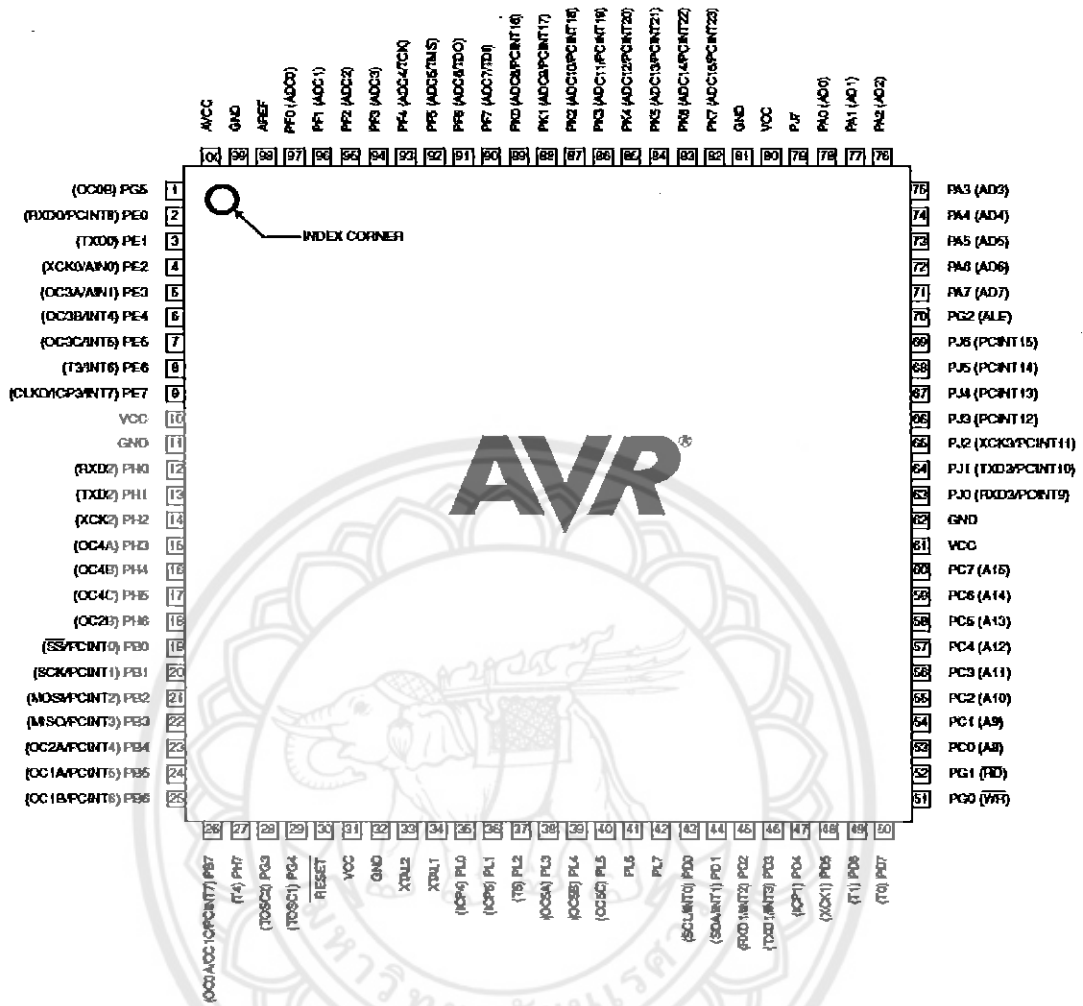 AVCC
GND
AREF
PF0 (ADC0)
PF1 (ADC1)
PF2 (ADC2)
PF3 (ADC3)
PF4 (ADC4/TCK)
PF5 (ADC5/TMS)
PF6 (ADC6/TDO)
PF7 (ADC7/TDI)
PK0 (ADC8/PCINT16)
PK1 (ADC9/PCINT17)
PK2 (ADC10/PCINT18)
PK3 (ADC11/PCINT19)
PK4 (ADC12/PCINT20)
PK5 (ADC13/PCINT21)
PK6 (ADC14/PCINT22)
PK7 (ADC15/PCINT23)
GND
VCC
PJ7
PA0 (AD0)
PA1 (AD1)
PA2 (AD2)
100 99 98 97 96 95 94 93 92 91 90 89 88 87 86 85 84 83 82 81 80 79 78 77 76
(OC0B) PG5 1
(RXD0/PCINT8) PE0 2
(TXD0) PE1 3
(XCK0/AIN0) PE2 4
(OC3A/AIN1) PE3 5
(OC3B/INT4) PE4 6
(OC3C/INT5) PE5 7
(T3/INT6) PE6 8
(CLKO/ICP3/INT7) PE7 9
VCC 10
GND 11
(RXD2) PH0 12
(TXD2) PH1 13
(XCK2) PH2 14
(OC4A) PH3 15
(OC4B) PH4 16
(OC4C) PH5 17
(OC2B) PH6 18
(SS/PCINT0) PB0 19
(SCK/PCINT1) PB1 20
(MOSI/PCINT2) PB2 21
(MISO/PCINT3) PB3 22
(OC2A/PCINT4) PB4 23
(OC1A/PCINT5) PB5 24
(OC1B/PCINT6) PB6 25
INDEX CORNER
AVR®
75 PA3 (AD3)
74 PA4 (AD4)
73 PA5 (AD5)
72 PA6 (AD6)
71 PA7 (AD7)
70 PG2 (ALE)
69 PJ6 (PCINT15)
68 PJ5 (PCINT14)
67 PJ4 (PCINT13)
66 PJ3 (PCINT12)
65 PJ2 (XCK3/PCINT11)
64 PJ1 (TXD3/PCINT10)
63 PJ0 (RXD3/PCINT9)
62 GND
61 VCC
60 PC7 (A15)
59 PC6 (A14)
58 PC5 (A13)
57 PC4 (A12)
56 PC3 (A11)
55 PC2 (A10)
54 PC1 (A9)
53 PC0 (A8)
52 PG1 (RD)
51 PG0 (WR)
26 27 28 29 30 31 32 33 34 35 36 37 38 39 40 41 42 43 44 45 46 47 48 49 50
(OC0A/OC1C/PCINT7) PB7
(T4) PH7
(TOSC2) PG3
(TOSC1) PG4
RESET
VCC
GND
XTAL2
XTAL1
(ICP4) PL0
(ICP5) PL1
(T5) PL2
(OC5A) PL3
(OC5B) PL4
(OC5C) PL5
PL6
PL7
(SCL/INT0) PD0
(SDA/INT1) PD1
(RXD1/INT2) PD2
(TXD1/INT3) PD3
(ICP1) PD4
(XCK1) PD5
(T1) PD6
(T0) PD7